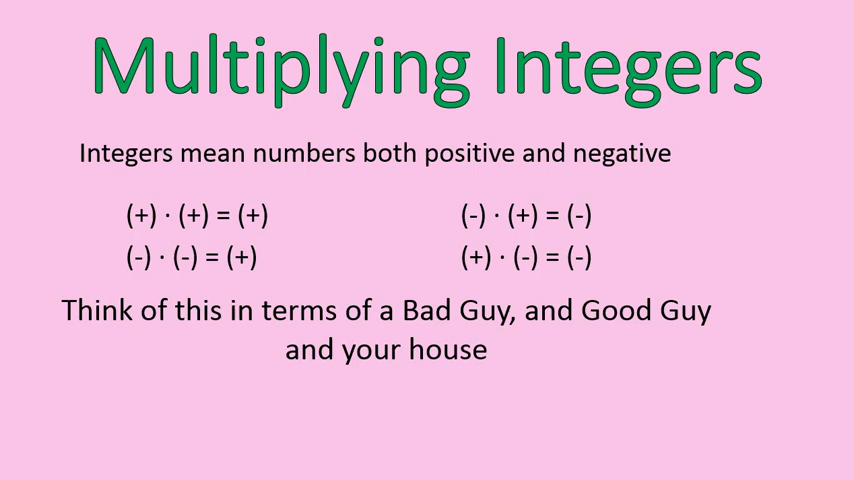 Multiplying Integers
Integers mean numbers both positive and negative
(+) · (+) = (+)
(-) · (-) = (+)
(-) · (+) = (-)
(+) · (-) = (-)
Think of this in terms of a Bad Guy, and Good Guy
and your house